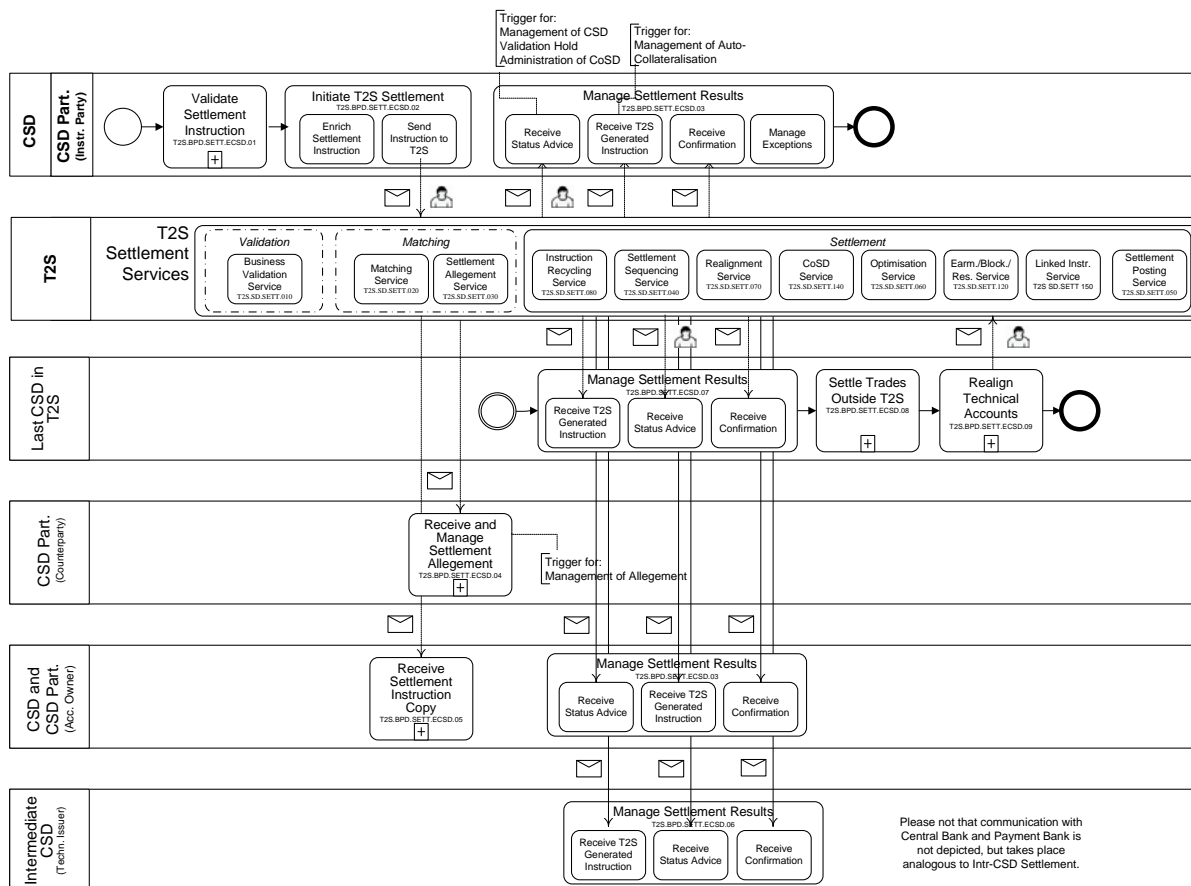 Trigger for:
Management of CSD
Validation Hold
Administration of CoSD
Trigger for:
Management of Auto-
Collateralisation
CSD
CSD Part.
(Instr. Party)
Validate
Settlement
Instruction
T2S.BPD.SETT.ECSD.01
+
Initiate T2S Settlement
T2S.BPD.SETT.ECSD.02
Enrich
Settlement
Instruction
Send
Instruction to
T2S
Manage Settlement Results
T2S.BPD.SETT.ECSD.03
Receive
Status Advice
Receive T2S
Generated
Instruction
Receive
Confirmation
Manage
Exceptions
T2S
T2S
Settlement
Services
Validation
Business
Validation
Service
T2S.SD.SETT.010
Matching
Matching
Service
T2S.SD.SETT.020
Settlement
Allegement
Service
T2S.SD.SETT.030
Settlement
Instruction
Recycling
Service
T2S.SD.SETT.080
Settlement
Sequencing
Service
T2S.SD.SETT.040
Realignment
Service
T2S.SD.SETT.070
CoSD
Service
T2S.SD.SETT.140
Optimisation
Service
T2S.SD.SETT.060
Earm./Block./
Res. Service
T2S.SD.SETT.120
Linked Instr.
Service
T2S SD.SETT 150
Settlement
Posting
Service
T2S.SD.SETT.050
Last CSD in
T2S
Manage Settlement Results
T2S.BPD.SETT.ECSD.07
Receive T2S
Generated
Instruction
Receive
Status Advice
Receive
Confirmation
Settle Trades
Outside T2S
T2S.BPD.SETT.ECSD.08
+
Realign
Technical
Accounts
T2S.BPD.SETT.ECSD.09
+
CSD Part.
(Counterparty)
Receive and
Manage
Settlement
Allegement
T2S.BPD.SETT.ECSD.04
+
Trigger for:
Management of Allegement
CSD and
CSD Part.
(Acc. Owner)
Receive
Settlement
Instruction
Copy
T2S.BPD.SETT.ECSD.05
+
Manage Settlement Results
T2S.BPD.SETT.ECSD.03
Receive
Status Advice
Receive T2S
Generated
Instruction
Receive
Confirmation
Intermediate
CSD
(Techn. Issuer)
Manage Settlement Results
T2S.BPD.SETT.ECSD.06
Receive T2S
Generated
Instruction
Receive
Status Advice
Receive
Confirmation
Please not that communication with
Central Bank and Payment Bank is
not depicted, but takes place
analogous to Intr-CSD Settlement.